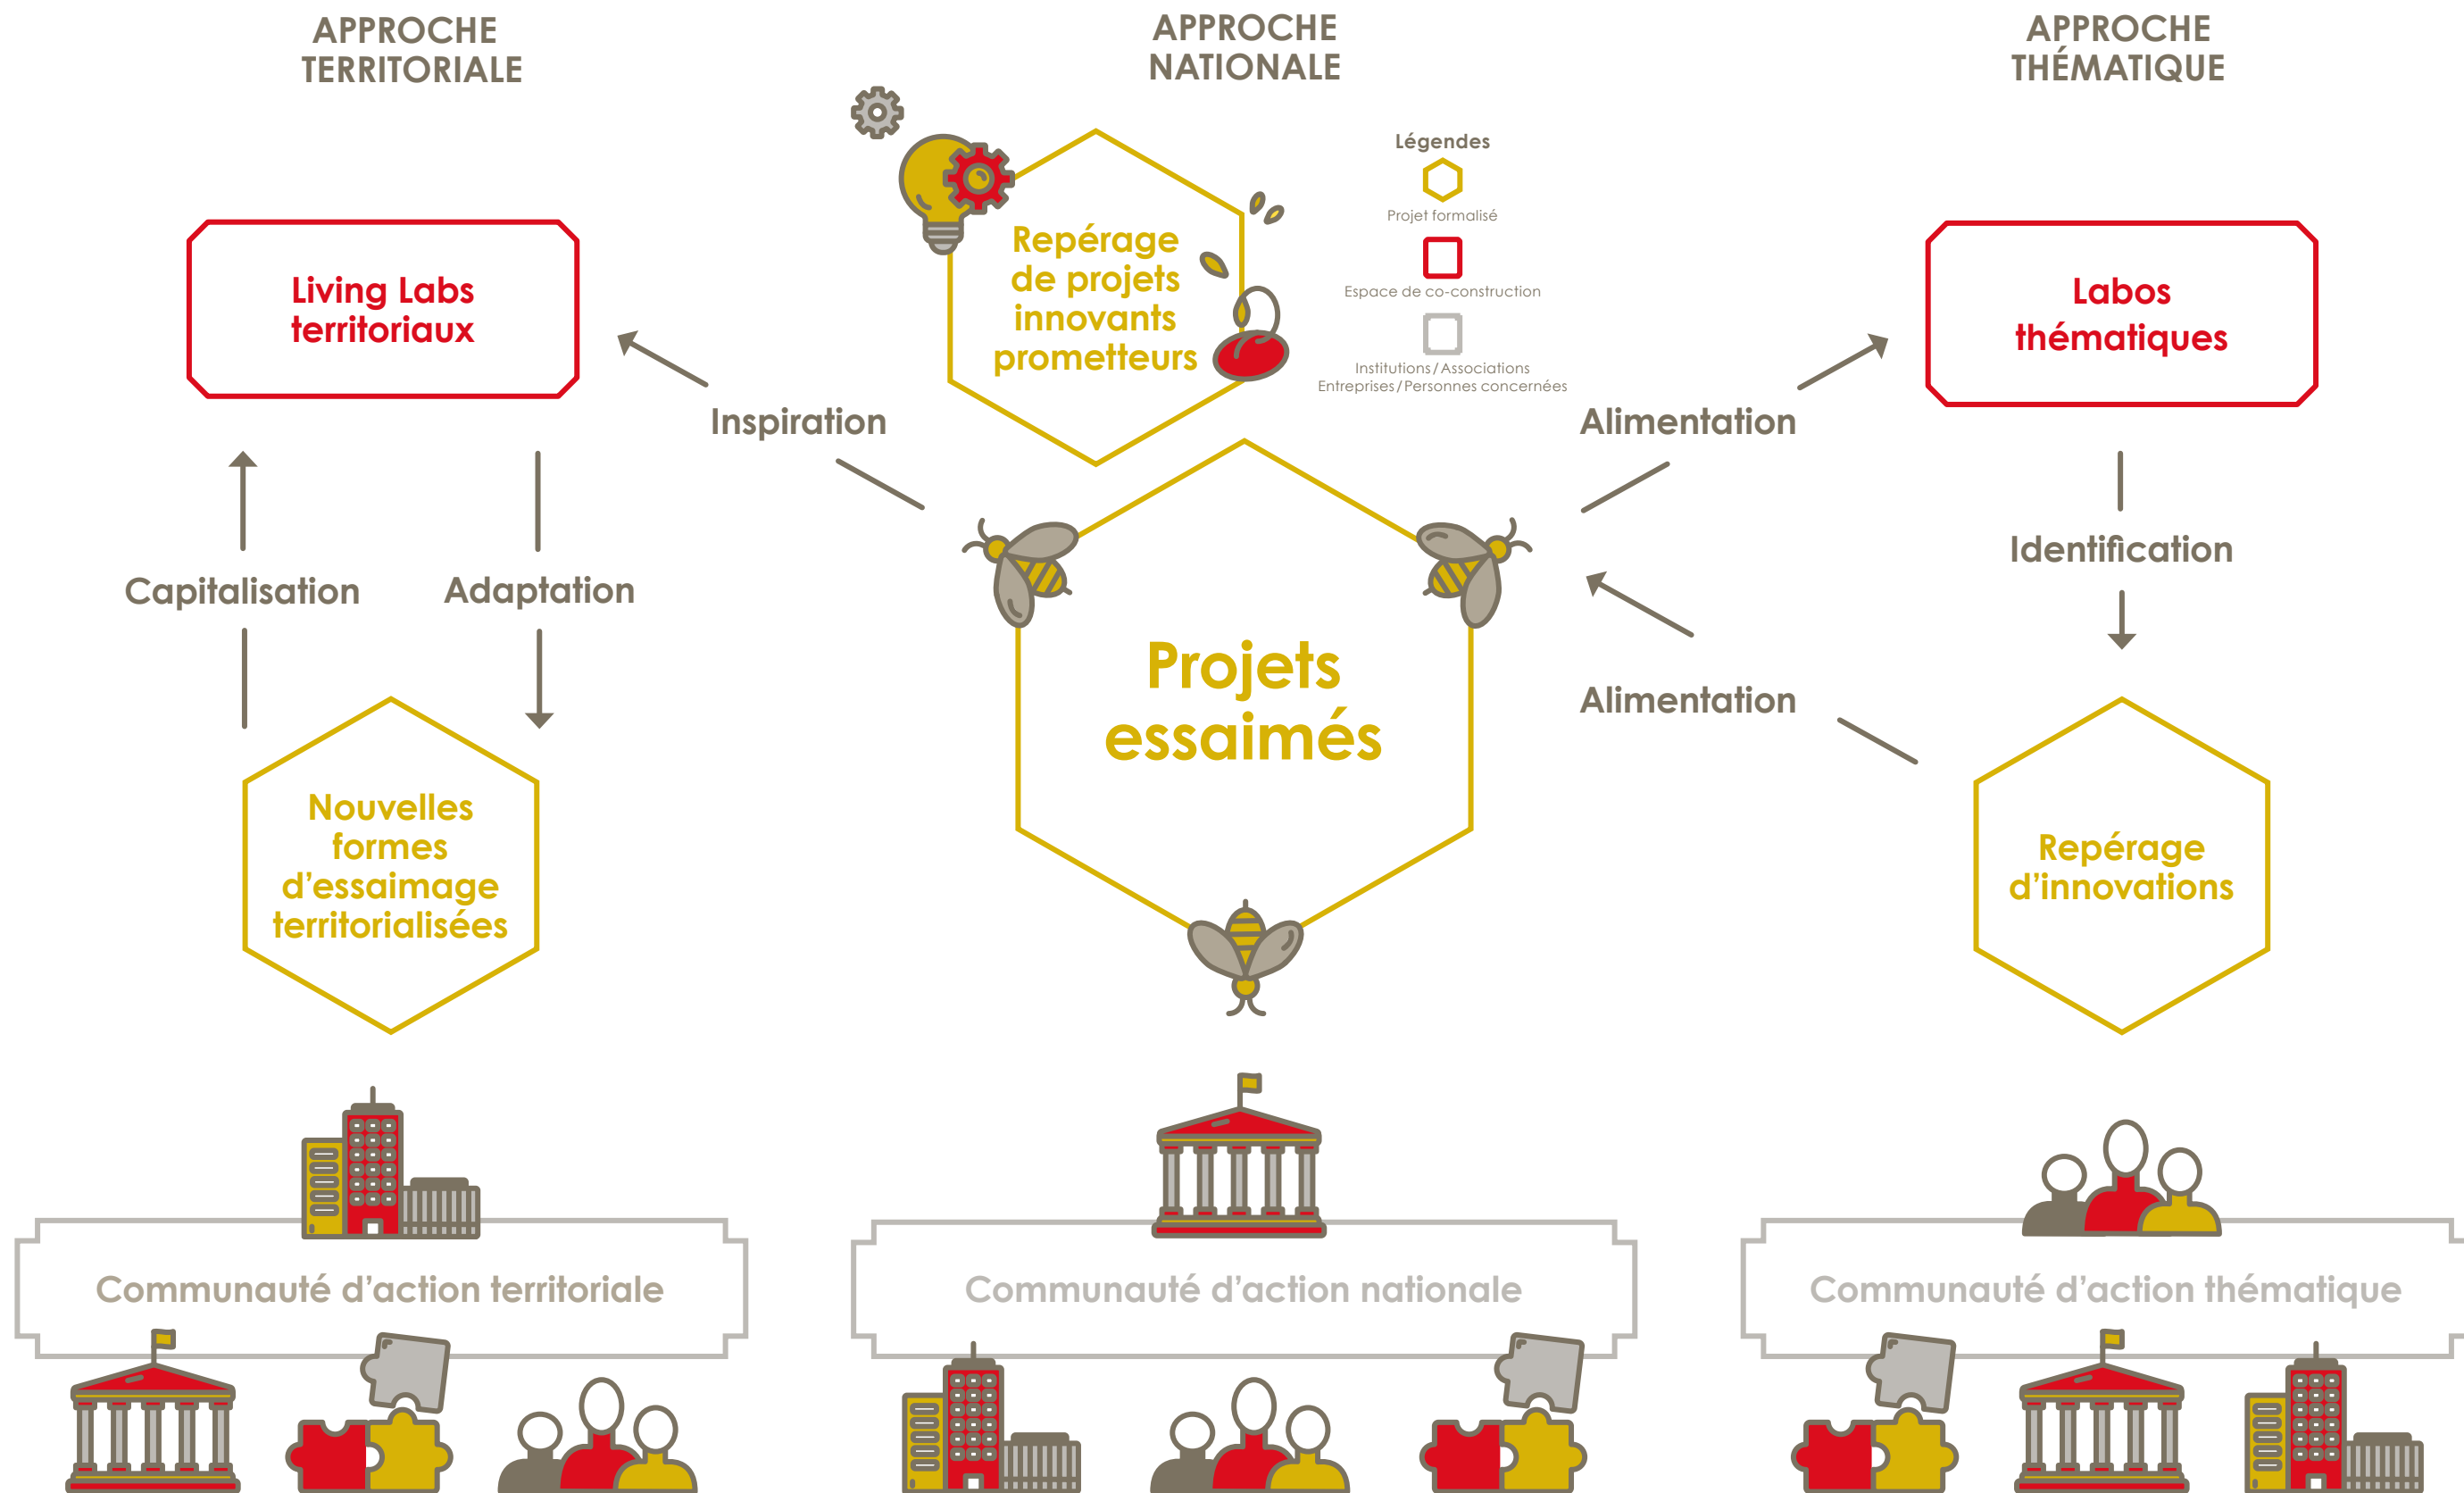 APPROCHE
TERRITORIALE
APPROCHE
NATIONALE
APPROCHE
THÉMATIQUE
Légendes
Projet formalisé
Espace de co-construction
Institutions/Associations
Entreprises/Personnes concernées
Repérage
de projets
innovants
prometteurs
Living Labs
territoriaux
Labos
thématiques
Inspiration
Alimentation
Capitalisation
Adaptation
Identification
Projets
essaimés
Alimentation
Nouvelles
formes
d'essaimage
territorialisées
Repérage
d'innovations
Communauté d'action territoriale
Communauté d'action nationale
Communauté d'action thématique